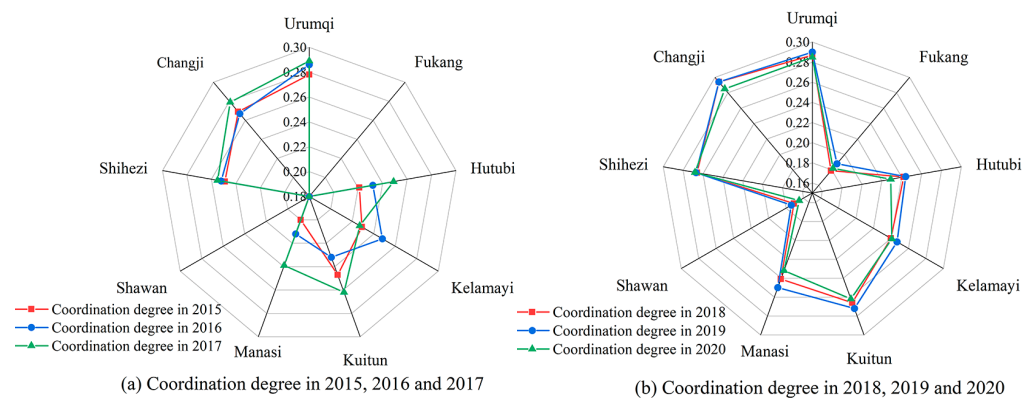 Urumqi
0.30
0.28
0.26
0.24
0.22
0.20
0.18
Fukang
Hutubi
Kelamayi
Kuitun
Manasi
Shawan
Shihezi
Changji
Coordination degree in 2015
Coordination degree in 2016
Coordination degree in 2017
(a) Coordination degree in 2015, 2016 and 2017
Urumqi
0.30
0.28
0.26
0.24
0.22
0.20
0.18
0.16
Fukang
Hutubi
Kelamayi
Kuitun
Manasi
Shawan
Shihezi
Changji
Coordination degree in 2018
Coordination degree in 2019
Coordination degree in 2020
(b) Coordination degree in 2018, 2019 and 2020